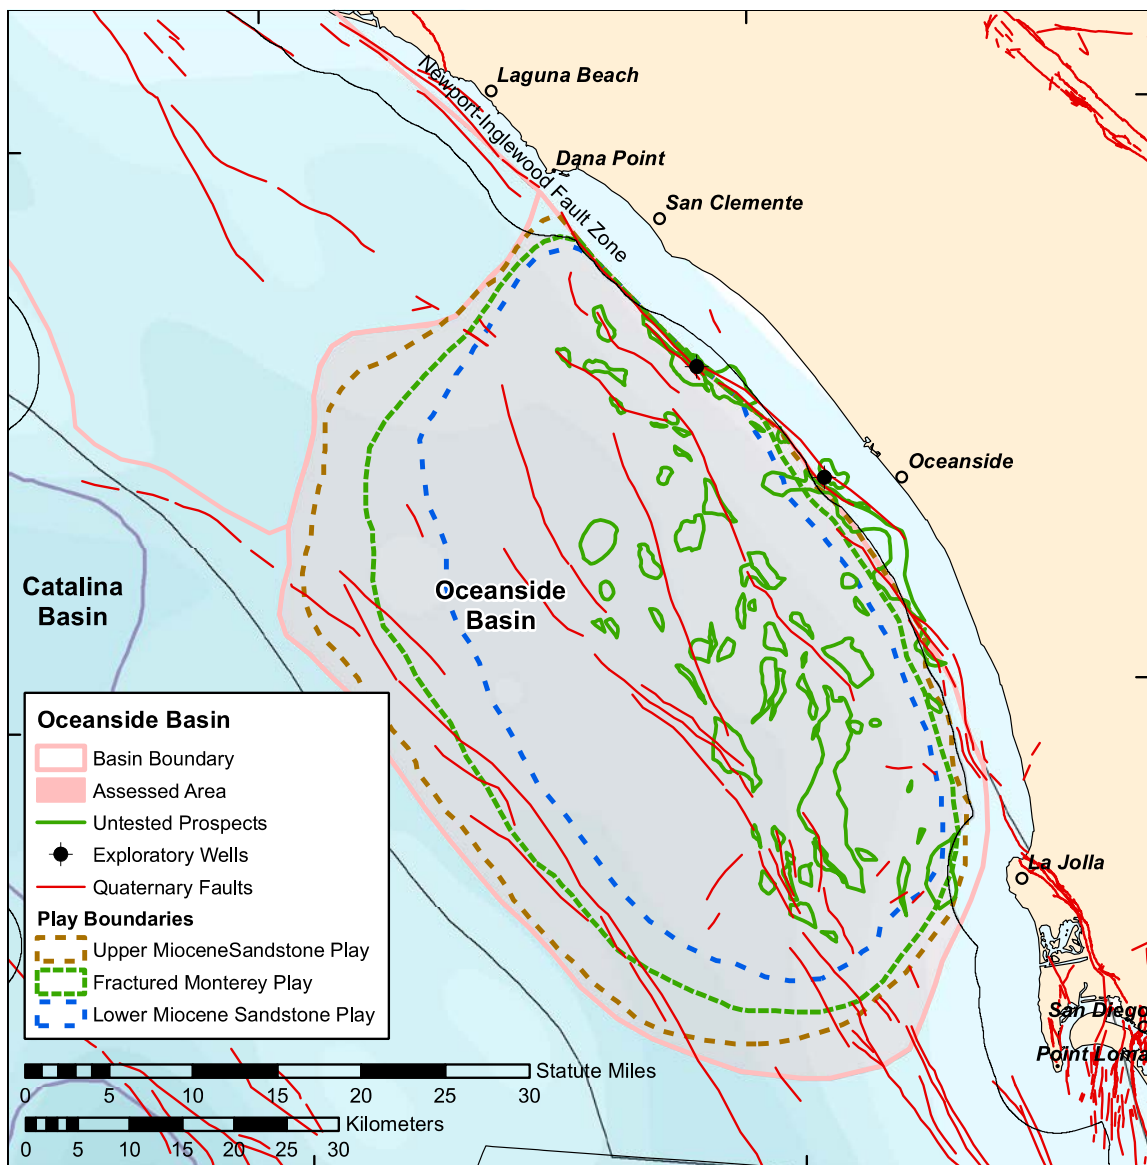 Laguna Beach
Newport-Inglewood Fault Zone
Dana Point
San Clemente
Oceanside
Catalina
Basin
Oceanside
Basin
La Jolla
San Diego
Point Loma
Oceanside Basin
Basin Boundary
Assessed Area
Untested Prospects
Exploratory Wells
Quaternary Faults
Play Boundaries
Upper MioceneSandstone Play
Fractured Monterey Play
Lower Miocene Sandstone Play
Statute Miles
0 5 10 15 20 25 30
Kilometers
0 5 10 15 20 25 30